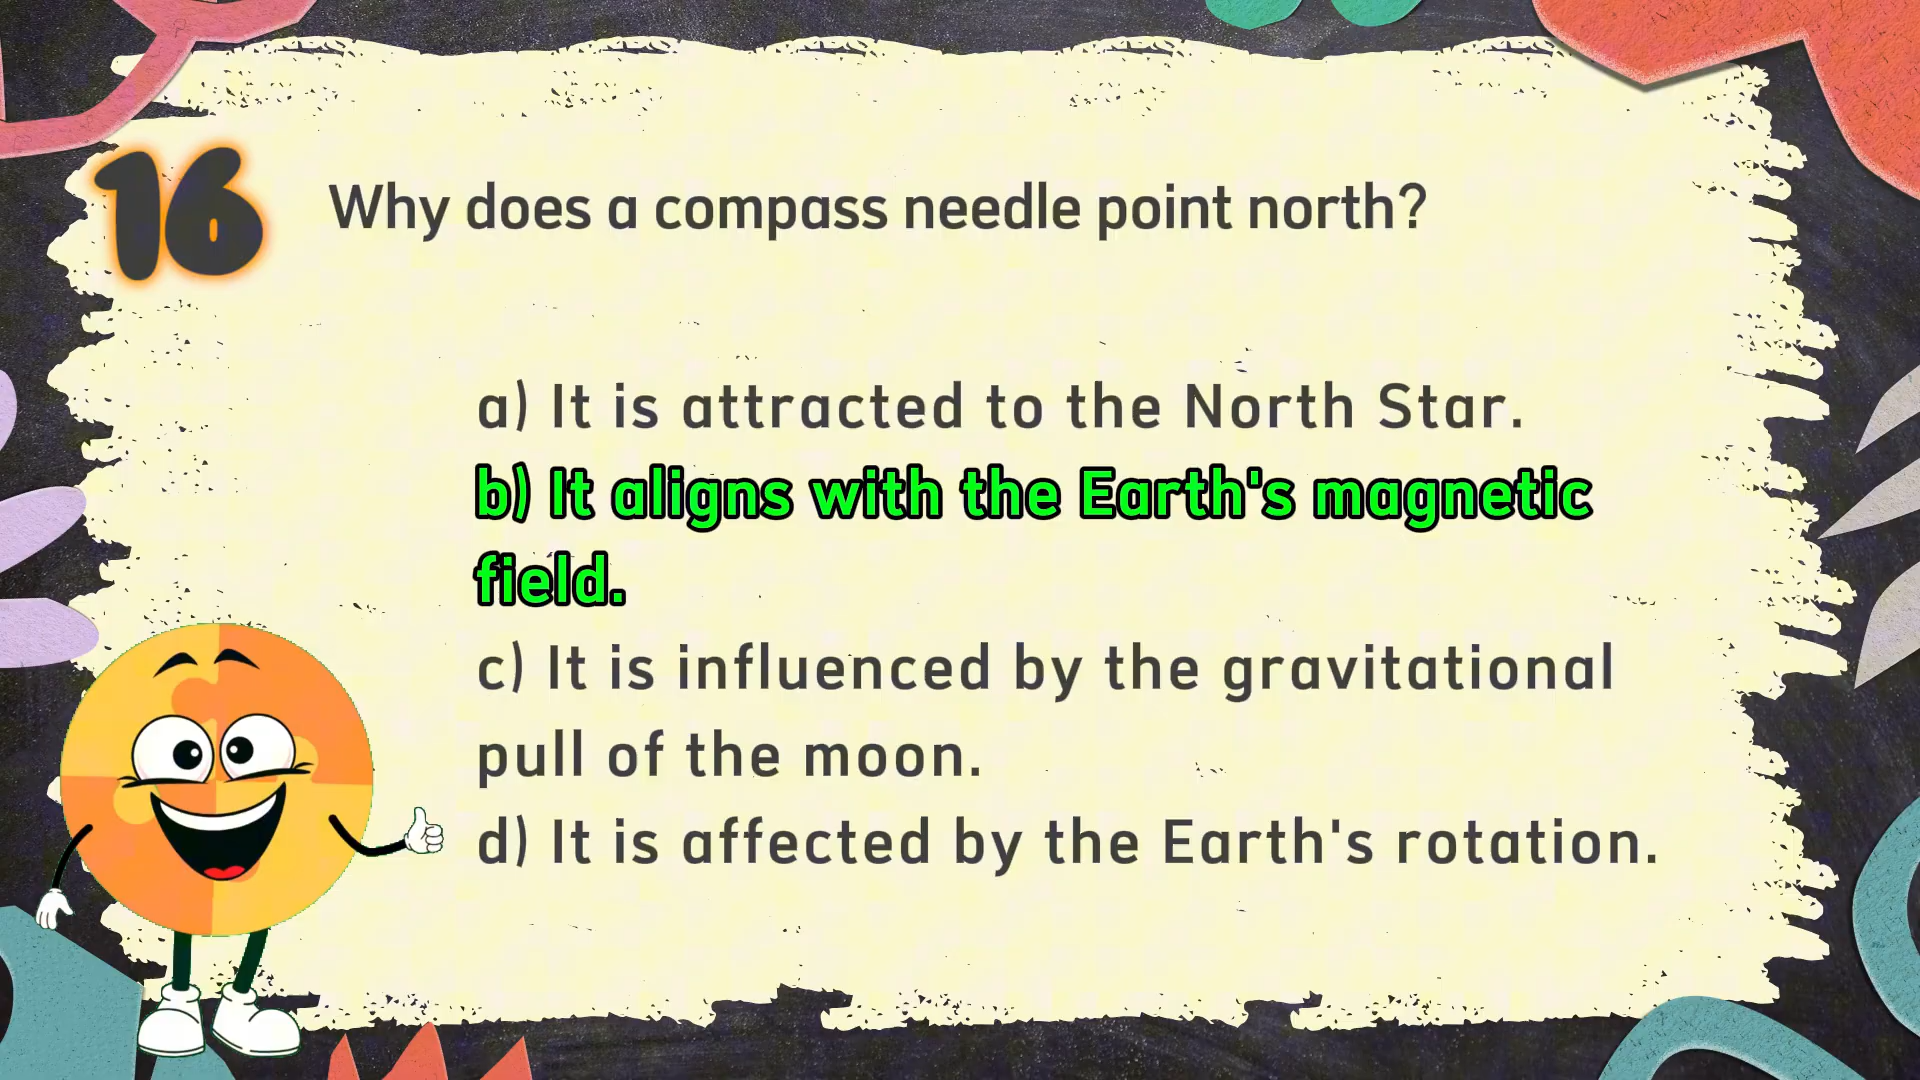 16
Why does a compass needle point north?
a) It is attracted to the North Star.
b) It aligns with the Earth's magnetic
field.
c) It is influenced by the gravitational
pull of the moon.
d) It is affected by the Earth's rotation.